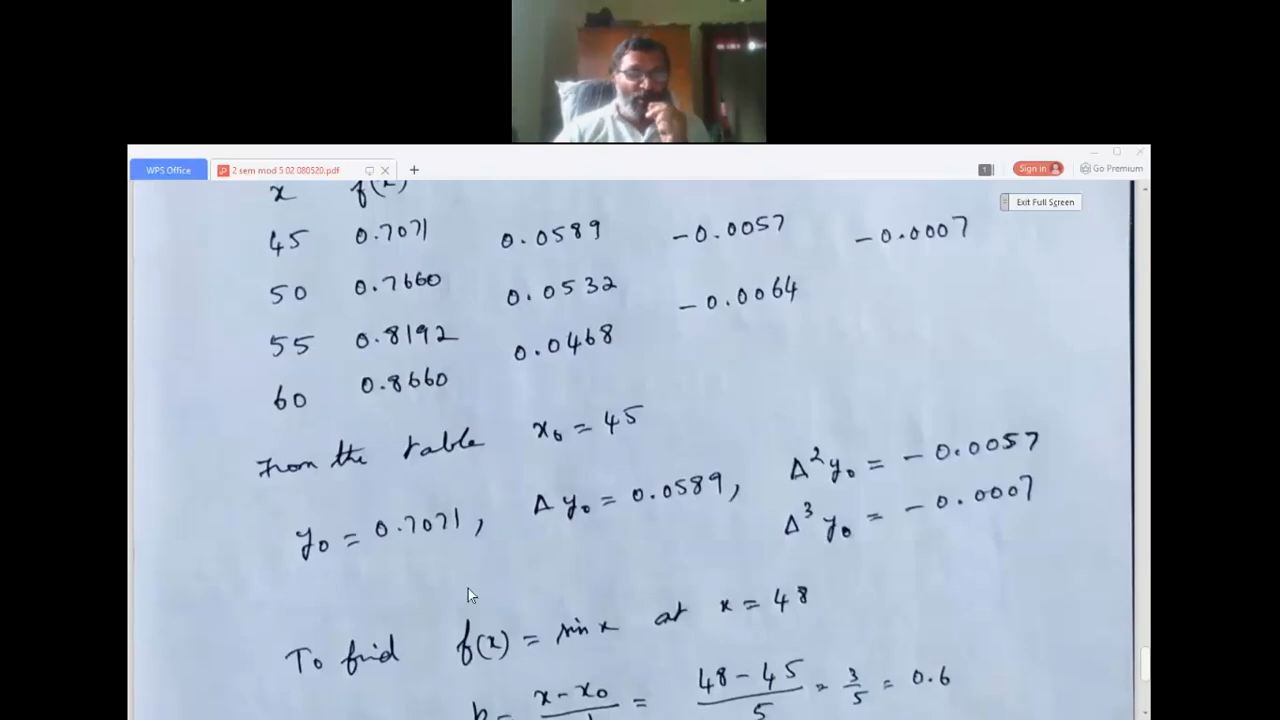 WPS Office
2 sem mod 5 02 080520.pdf
1
Sign in
Go Premium
Exit Full Screen
x f(x)
45 0.7071 0.0589 -0.0057 -0.0007
50 0.7660 0.0532 -0.0064
55 0.8192 0.0468
60 0.8660
From the table x₀ = 45
y₀ = 0.7071, Δy₀ = 0.0589, Δ²y₀ = -0.0057
Δ³y₀ = -0.0007
To find f(x) = sin x at x = 48
p = x-x₀ / h = 48-45 / 5 = 3/5 = 0.6